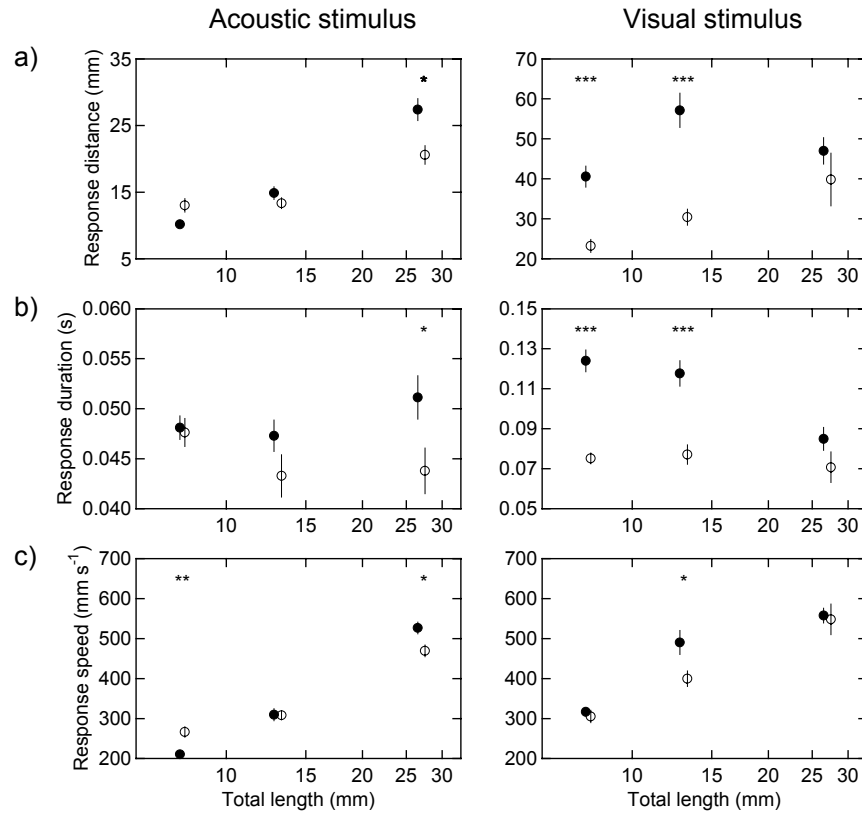 Acoustic stimulus Visual stimulus
a)
Response distance (mm)
35
25
15
5
*
10 15 20 25 30
70
60
50
40
30
20
*** ***
10 15 20 25 30
b)
Response duration (s)
0.060
0.055
0.050
0.045
0.040
*
10 15 20 25 30
0.15
0.13
0.11
0.09
0.07
0.05
*** ***
10 15 20 25 30
c)
Response speed (mm s-1)
700
600
500
400
300
200
** *
10 15 20 25 30
Total length (mm)
700
600
500
400
300
200
*
10 15 20 25 30
Total length (mm)